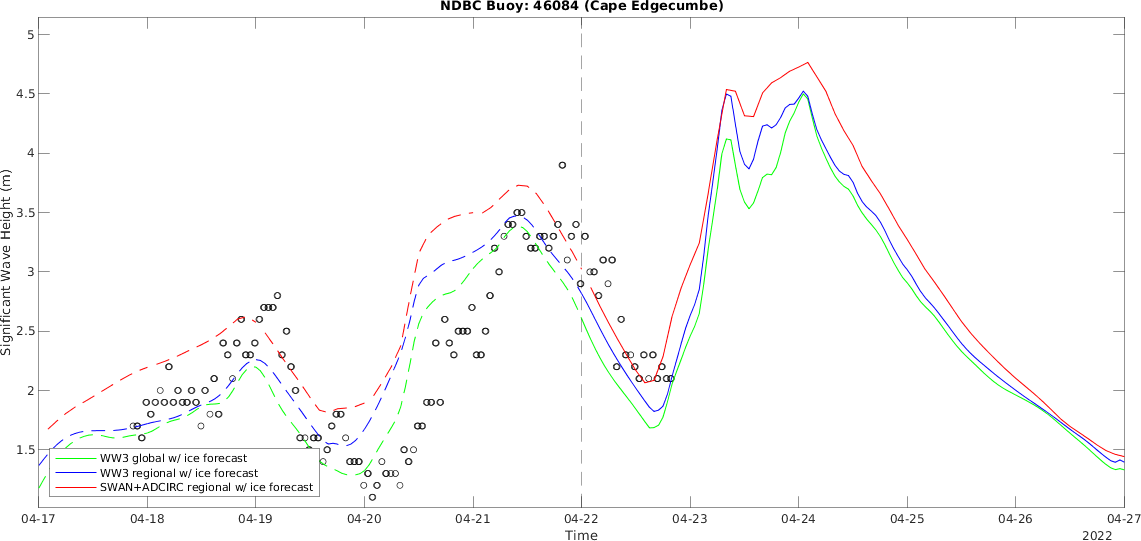 NDBC Buoy: 46084 (Cape Edgecumbe)
5
4.5
4
3.5
3
2.5
2
1.5
Significant Wave Height (m)
WW3 global w/ ice forecast
WW3 regional w/ ice forecast
SWAN+ADCIRC regional w/ ice forecast
04-17 04-18 04-19 04-20 04-21 04-22 04-23 04-24 04-25 04-26 04-27
Time
2022